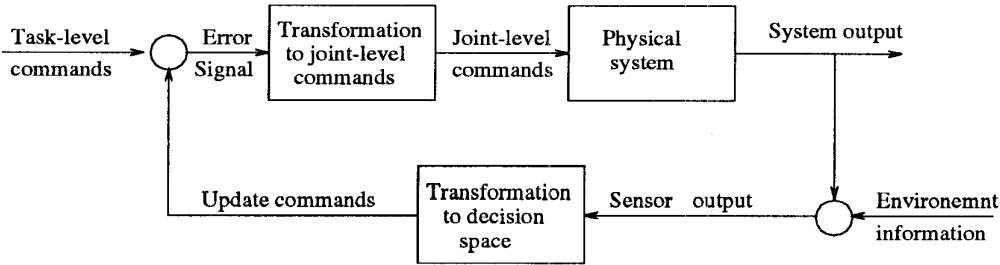 Task-level
commands
Error
Signal
Transformation
to joint-level
commands
Joint-level
commands
Physical
system
System output
Update commands
Transformation
to decision
space
Sensor output
Environemnt
information